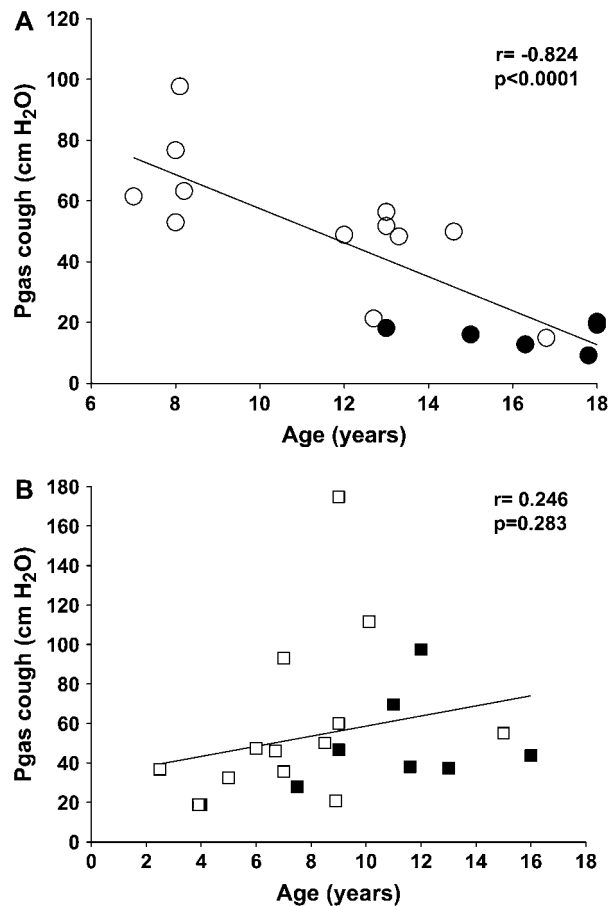 A
r= -0.824
p<0.0001
Pgas cough (cm H₂O)
120
100
80
60
40
20
0
6 8 10 12 14 16 18
Age (years)
B
r= 0.246
p=0.283
Pgas cough (cm H₂O)
180
160
140
120
100
80
60
40
20
0
0 2 4 6 8 10 12 14 16 18
Age (years)